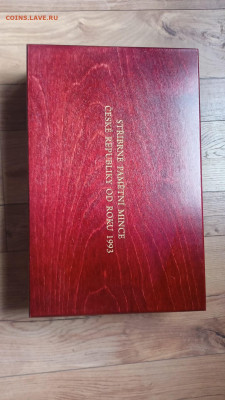 COINS.LAVE.RU
STŘÍBRNÉ PAMĚTNÍ MINCE
ČESKÉ REPUBLIKY OD ROKU 1993